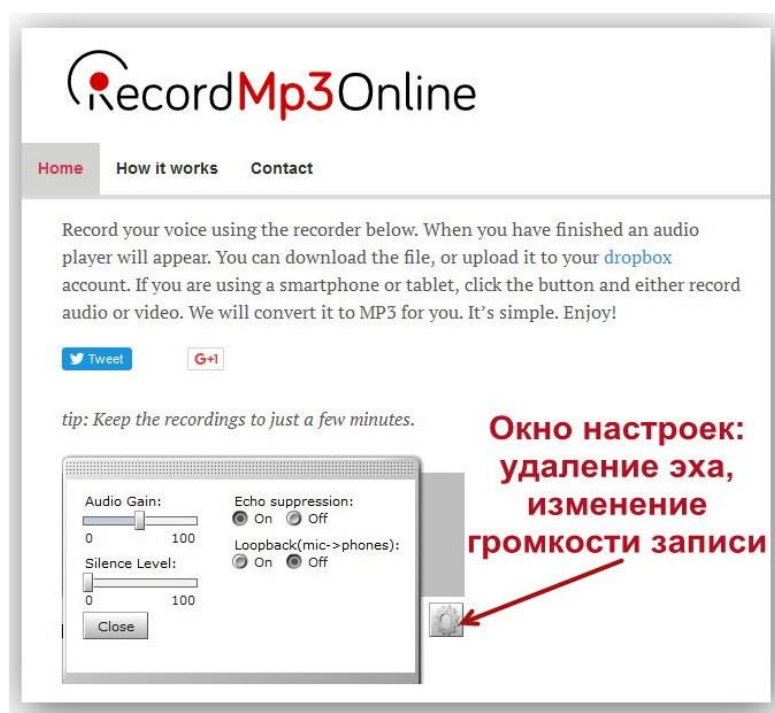 RecordMp3Online
Home How it works Contact
Record your voice using the recorder below. When you have finished an audio
player will appear. You can download the file, or upload it to your dropbox
account. If you are using a smartphone or tablet, click the button and either record
audio or video. We will convert it to MP3 for you. It's simple. Enjoy!
Tweet G+1
tip: Keep the recordings to just a few minutes.
Окно настроек:
удаление эха,
изменение
громкости записи
Audio Gain:
0 100
Silence Level:
0 100
Close
Echo suppression:
On Off
Loopback(mic->phones):
On Off